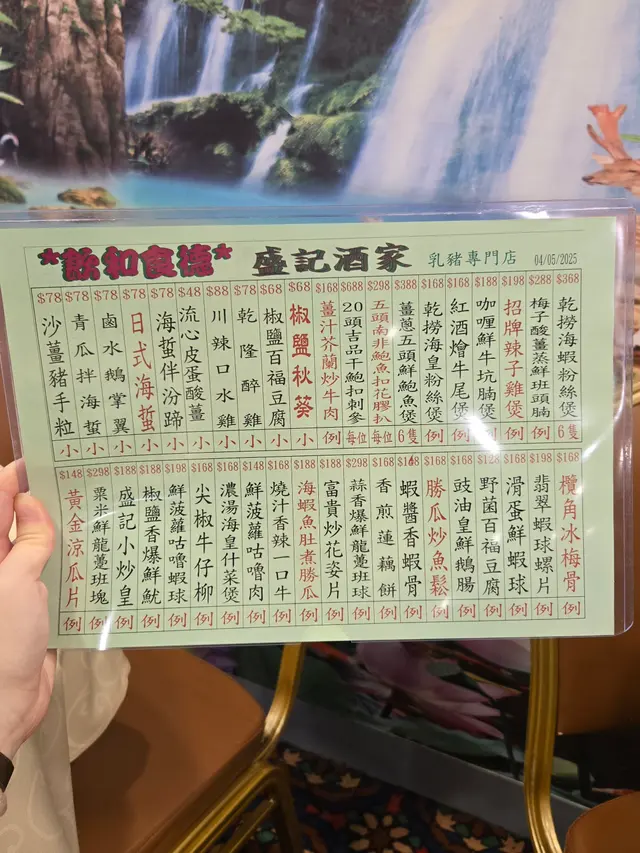 *飲和食德* 盛記酒家 乳豬專門店 04/05/2025
$368 乾撈海蝦粉絲煲 6隻
$288 梅子酸薑蒸鮮班頭腩 例
$198 招牌辣子雞煲 例
$188 咖喱鮮牛坑腩煲 例
$168 紅酒燴牛尾煲 例
$168 乾撈海皇粉絲煲 例
$388 薑蔥五頭鮮鮑魚煲 6隻
$298 五頭南非鮑魚扣花膠扒 每位
$688 20頭吉品干鮑扣刺參 每位
$168 薑汁芥蘭炒牛肉 例
$68 椒鹽秋葵 小
$68 椒鹽百福豆腐 小
$78 乾隆醉雞 小
$88 川辣口水雞 小
$48 流心皮蛋酸薑 小
$78 海蜇伴汾蹄 小
$78 日式海蜇 小
$78 鹵水鵝掌翼 小
$78 青瓜拌海蜇 小
$78 沙薑豬手粒 小
$168 欖角冰梅骨 例
$188 翡翠蝦球螺片 例
$168 滑蛋鮮蝦球 例
$128 野菌百福豆腐 例
$168 豉油皇鮮鵝腸 例
$168 勝瓜炒魚鬆 例
$168 蝦醬香蝦骨 例
$168 香煎蓮藕餅 例
$298 蒜香爆鮮龍躉班球 例
$188 富貴炒花姿片 例
$188 海蝦魚肚煮勝瓜 例
$168 燒汁香辣一口牛 例
$168 鮮菠蘿咕嚕肉 例
$168 濃湯海皇什菜煲 例
$168 尖椒牛仔柳 例
$198 鮮菠蘿咕嚕蝦球 例
$188 椒鹽香爆鮮魷 例
$188 盛記小炒皇 例
$298 粟米鮮龍躉班塊 例
$148 黃金涼瓜片 例